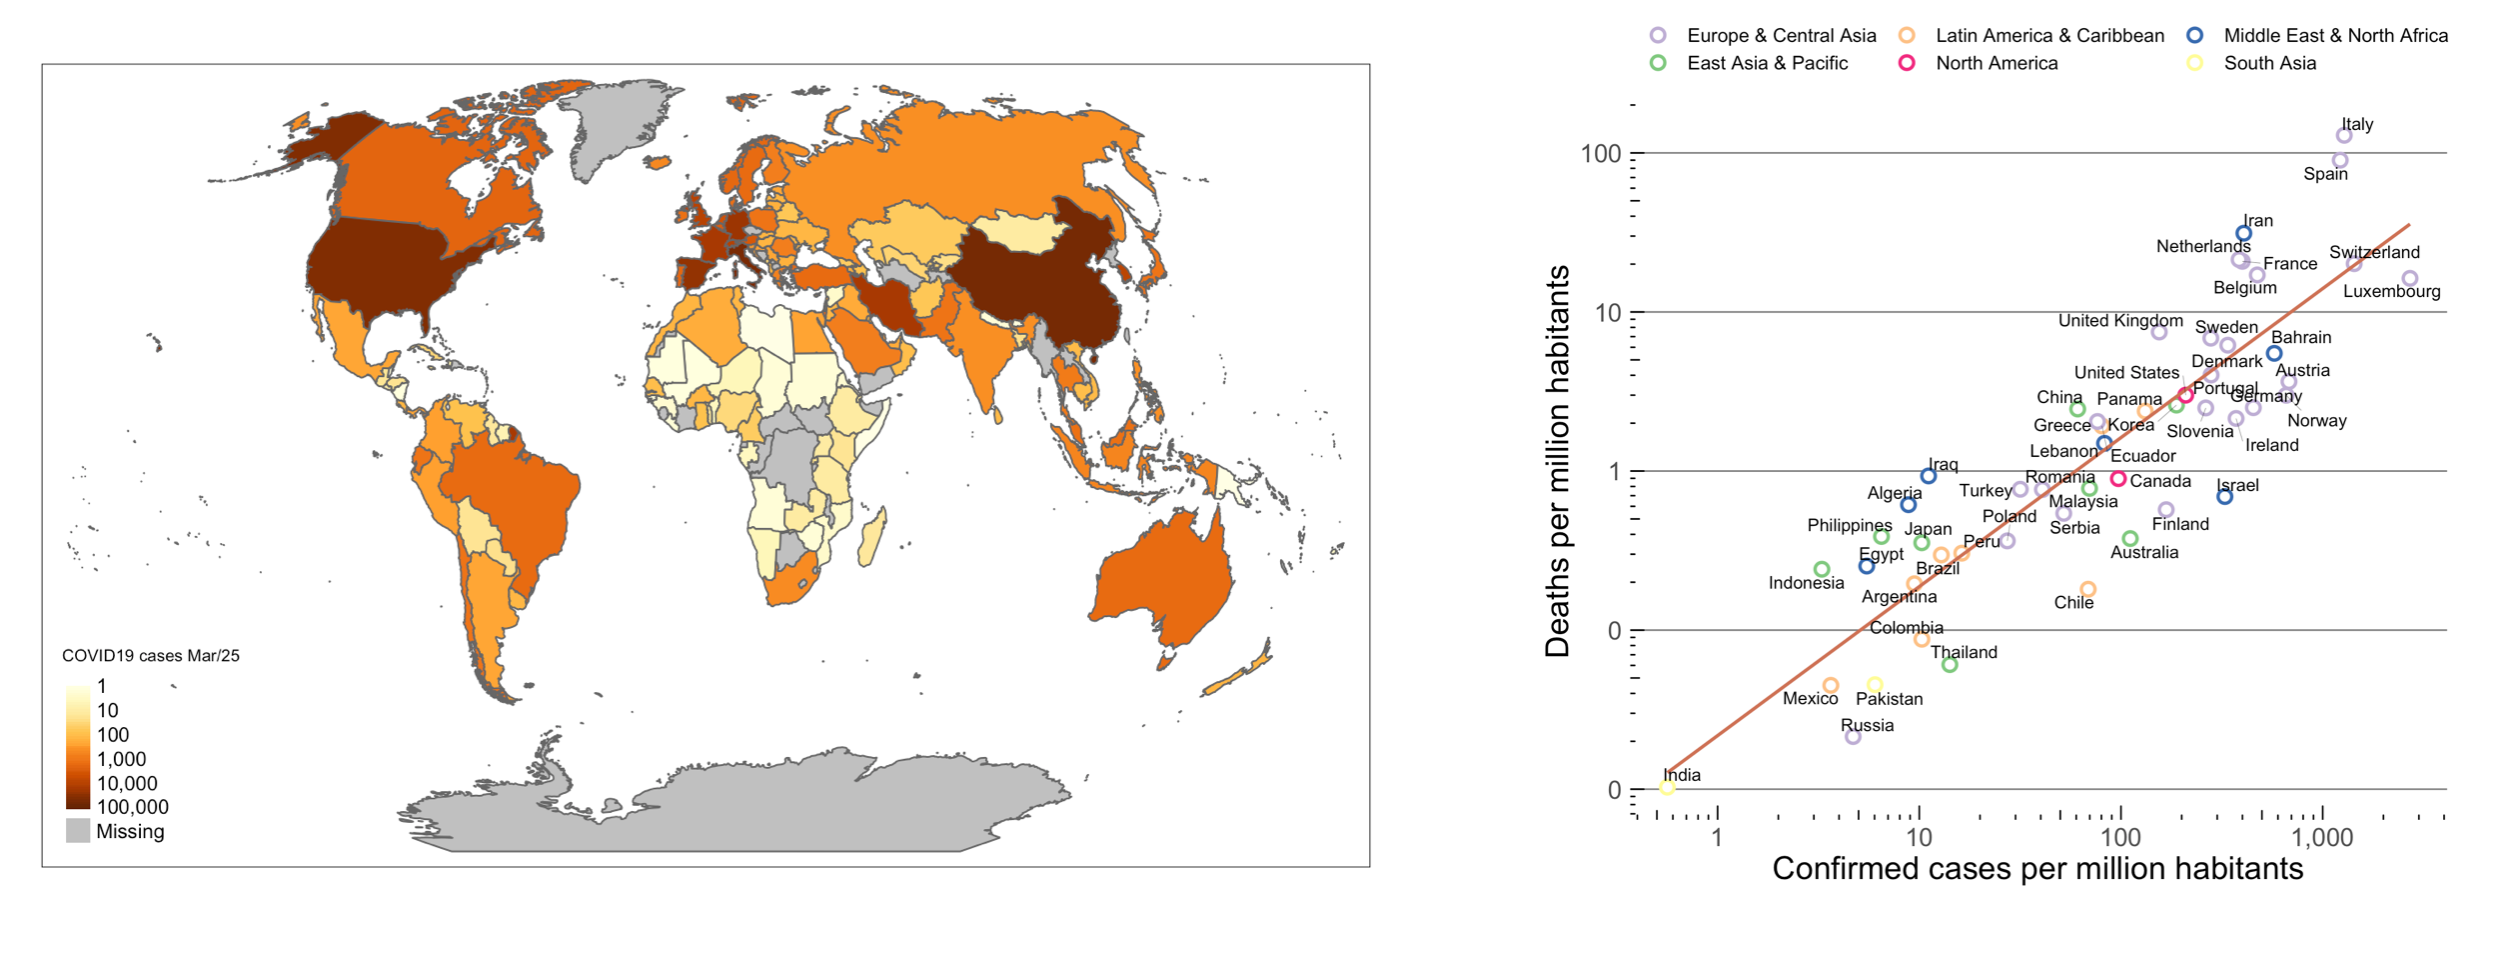 COVID19 cases Mar/25
1
10
100
1,000
10,000
100,000
Missing
Europe & Central Asia
Latin America & Caribbean
Middle East & North Africa
East Asia & Pacific
North America
South Asia
Deaths per million habitants
100
10
1
0
0
Italy
Spain
Iran
Netherlands
France
Switzerland
Belgium
Luxembourg
United Kingdom
Sweden
Bahrain
Denmark
United States
Austria
Portugal
China
Panama
Germany
Greece
Korea
Slovenia
Norway
Lebanon
Ecuador
Ireland
Iraq
Romania
Canada
Algeria
Turkey
Malaysia
Israel
Philippines
Japan
Poland
Serbia
Finland
Egypt
Peru
Australia
Indonesia
Brazil
Argentina
Chile
Colombia
Thailand
Mexico
Pakistan
Russia
India
1
10
100
1,000
Confirmed cases per million habitants